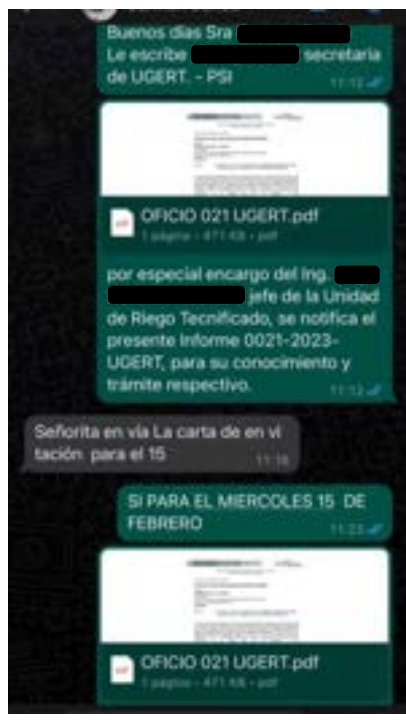 Buenos días Sra
Le escribe secretaria
de UGERT. - PSI
11:12
OFICIO 021 UGERT.pdf
1 página • 471 KB • pdf
por especial encargo del Ing.
jefe de la Unidad
de Riego Tecnificado, se notifica el
presente Informe 0021-2023-
UGERT, para su conocimiento y
trámite respectivo.
11:13
Señorita en vía La carta de en vi
tación para el 15
11:16
SI PARA EL MIERCOLES 15 DE
FEBRERO
11:23
OFICIO 021 UGERT.pdf
1 página • 471 KB • pdf